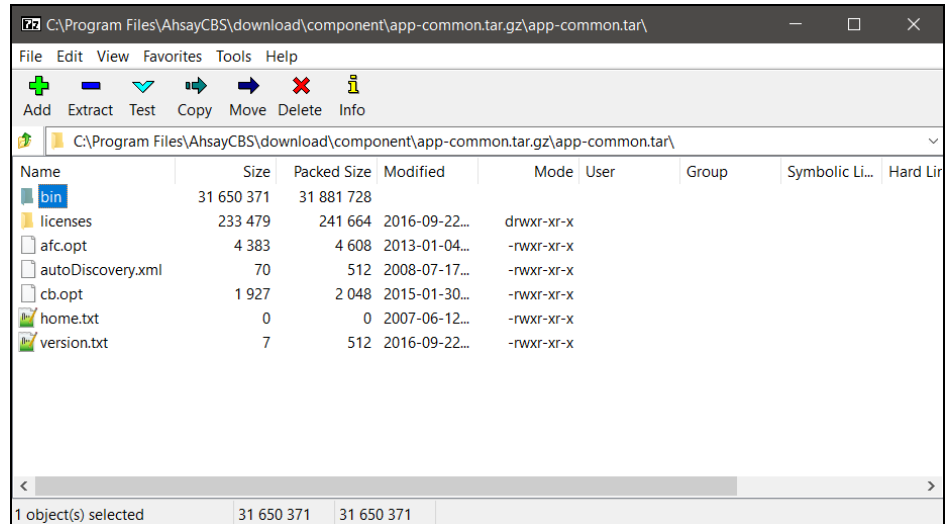 C:\Program Files\AhsayCBS\download\component\app-common.tar.gz\app-common.tar\
File Edit View Favorites Tools Help
Add Extract Test Copy Move Delete Info
C:\Program Files\AhsayCBS\download\component\app-common.tar.gz\app-common.tar\
Name Size Packed Size Modified Mode User Group Symbolic Li... Hard Lir
bin 31 650 371 31 881 728
licenses 233 479 241 664 2016-09-22... drwxr-xr-x
afc.opt 4 383 4 608 2013-01-04... -rwxr-xr-x
autoDiscovery.xml 70 512 2008-07-17... -rwxr-xr-x
cb.opt 1 927 2 048 2015-01-30... -rwxr-xr-x
home.txt 0 0 2007-06-12... -rwxr-xr-x
version.txt 7 512 2016-09-22... -rwxr-xr-x
1 object(s) selected 31 650 371 31 650 371